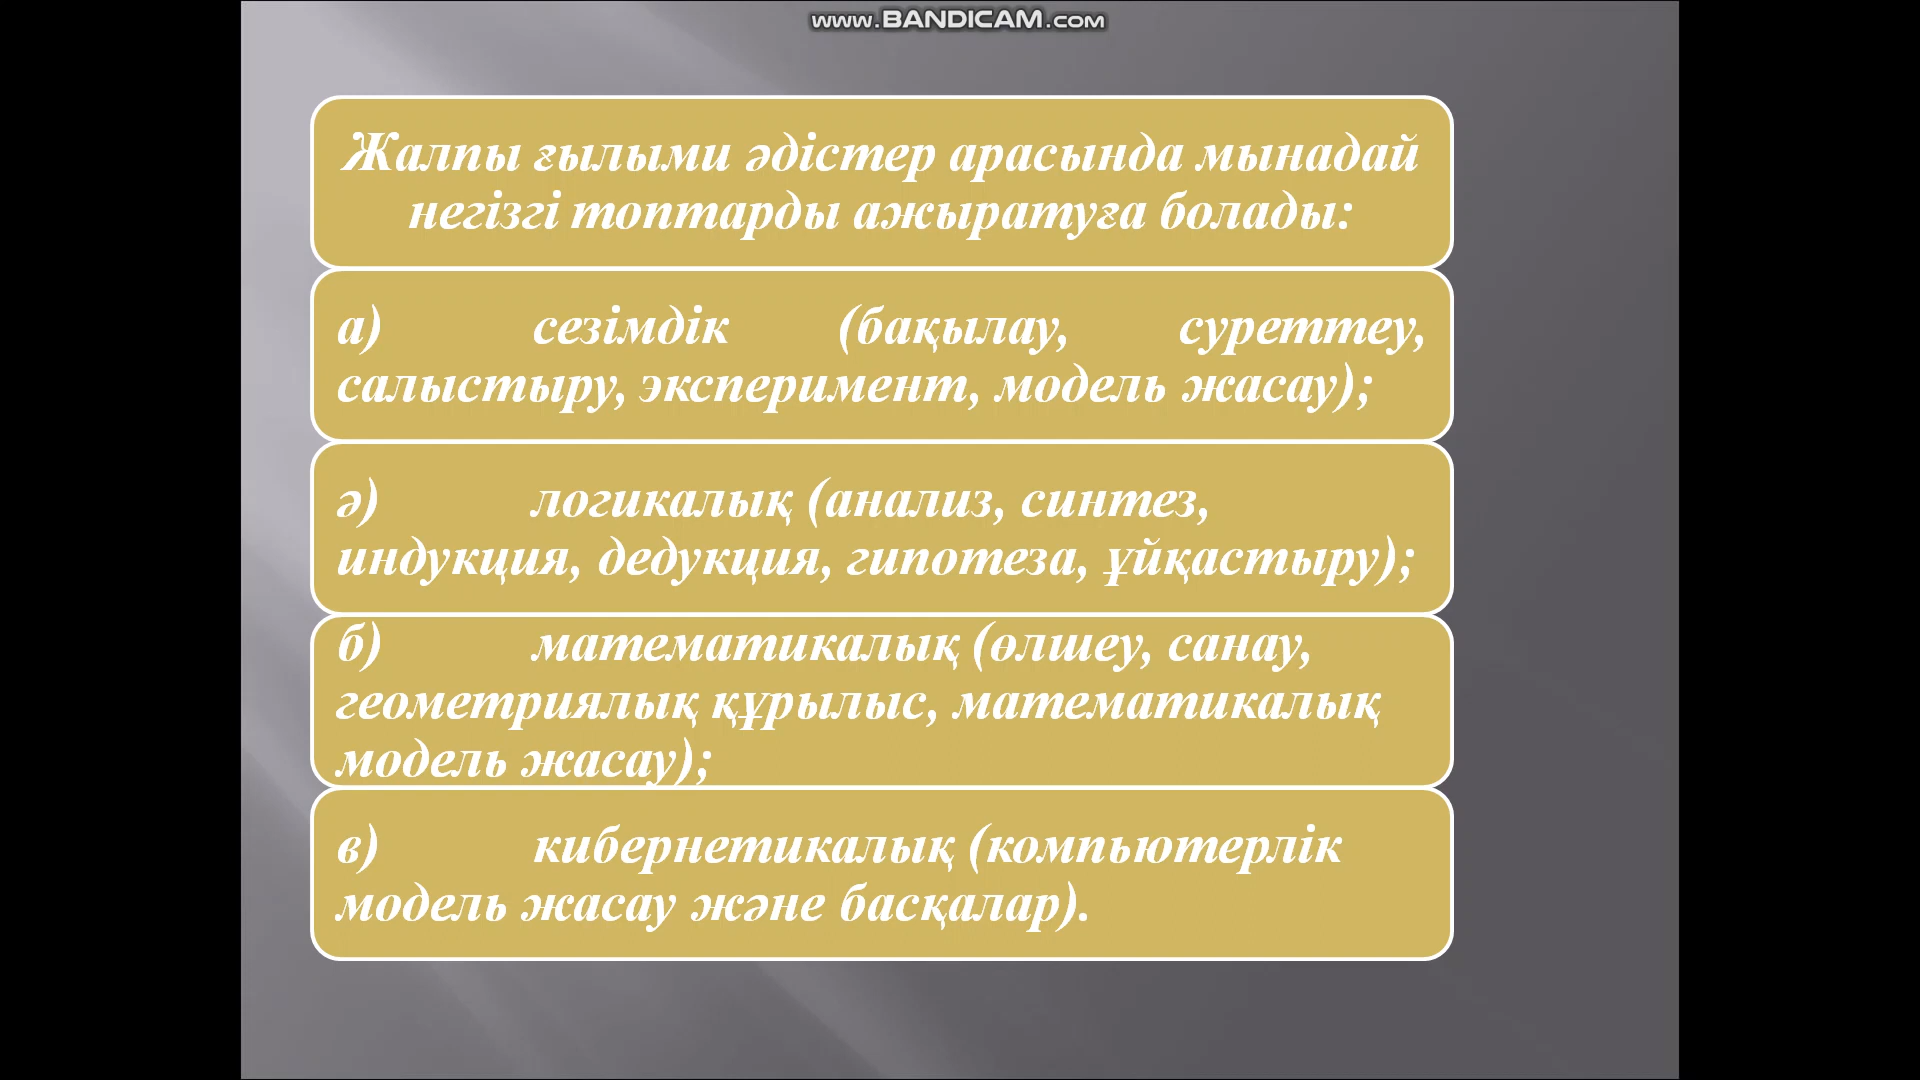 www.BANDICAM.com
Жалпы ғылыми әдістер арасында мынадай
негізгі топтарды ажыратуға болады:
а) сезімдік (бақылау, суреттеу,
салыстыру, эксперимент, модель жасау);
ә) логикалық (анализ, синтез,
индукция, дедукция, гипотеза, ұйқастыру);
б) математикалық (өлшеу, санау,
геометриялық құрылыс, математикалық
модель жасау);
в) кибернетикалық (компьютерлік
модель жасау және басқалар).